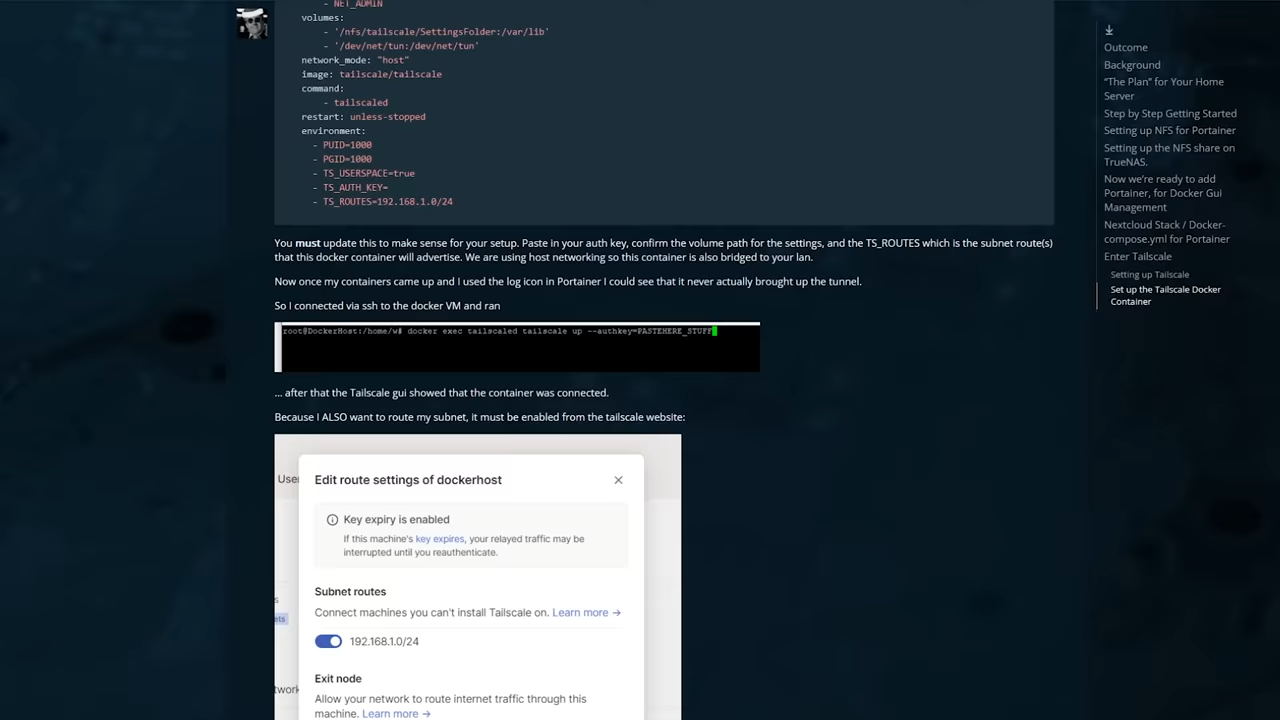 - NET_ADMIN
volumes:
- '/nfs/tailscale/SettingsFolder:/var/lib'
- '/dev/net/tun:/dev/net/tun'
network_mode: "host"
image: tailscale/tailscale
command:
- tailscaled
restart: unless-stopped
environment:
- PUID=1000
- PGID=1000
- TS_USERSPACE=true
- TS_AUTH_KEY=
- TS_ROUTES=192.168.1.0/24
You must update this to make sense for your setup. Paste in your auth key, confirm the volume path for the settings, and the TS_ROUTES which is the subnet route(s)
that this docker container will advertise. We are using host networking so this container is also bridged to your lan.
Now once my containers came up and I used the log icon in Portainer I could see that it never actually brought up the tunnel.
So I connected via ssh to the docker VM and ran
root@DockerHost:/home/w# docker exec tailscaled tailscale up --authkey=PASTEHERE_STUFF
... after that the Tailscale gui showed that the container was connected.
Because I ALSO want to route my subnet, it must be enabled from the tailscale website:
User
Edit route settings of dockerhost
Key expiry is enabled
If this machine's key expires, your relayed traffic may be
interrupted until you reauthenticate.
Subnet routes
Connect machines you can't install Tailscale on. Learn more →
192.168.1.0/24
Exit node
twork
Allow your network to route internet traffic through this
machine. Learn more →
Outcome
Background
“The Plan” for Your Home
Server
Step by Step Getting Started
Setting up NFS for Portainer
Setting up the NFS share on
TrueNAS.
Now we’re ready to add
Portainer, for Docker Gui
Management
Nextcloud Stack / Docker-
compose.yml for Portainer
Enter Tailscale
Setting up Tailscale
Set up the Tailscale Docker
Container